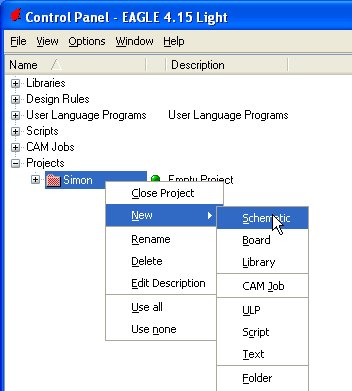 Control Panel - EAGLE 4.15 Light
File View Options Window Help
Name Description
Libraries
Design Rules
User Language Programs User Language Programs
Scripts
CAM Jobs
Projects
Simon Empty Project
Close Project
New
Rename
Delete
Edit Description
Use all
Use none
Schematic
Board
Library
CAM Job
ULP
Script
Text
Folder